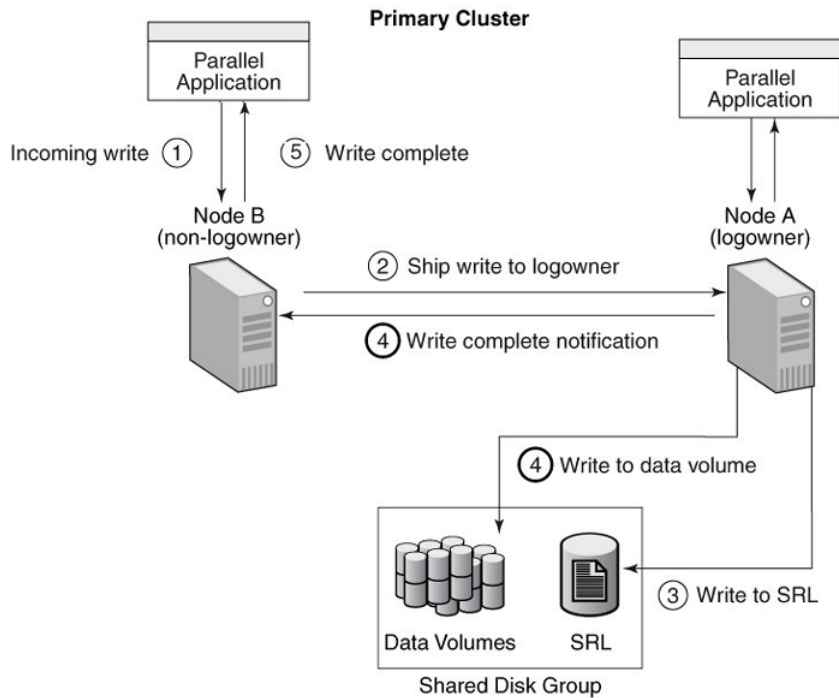 Primary Cluster
Parallel
Application
Parallel
Application
Incoming write ①
⑤ Write complete
Node B
(non-logowner)
Node A
(logowner)
② Ship write to logowner
④ Write complete notification
④ Write to data volume
③ Write to SRL
Data Volumes
SRL
Shared Disk Group